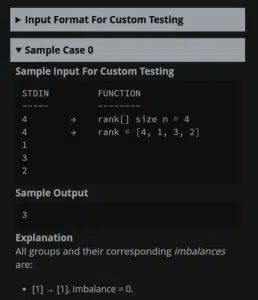 ▶ Input Format For Custom Testing
▼ Sample Case 0
Sample Input For Custom Testing
STDIN FUNCTION
----- --------
4 → rank[] size n = 4
4 → rank = [4, 1, 3, 2]
1
3
2
Sample Output
3
Explanation
All groups and their corresponding imbalances
are:
• [1] → [1], imbalance = 0.